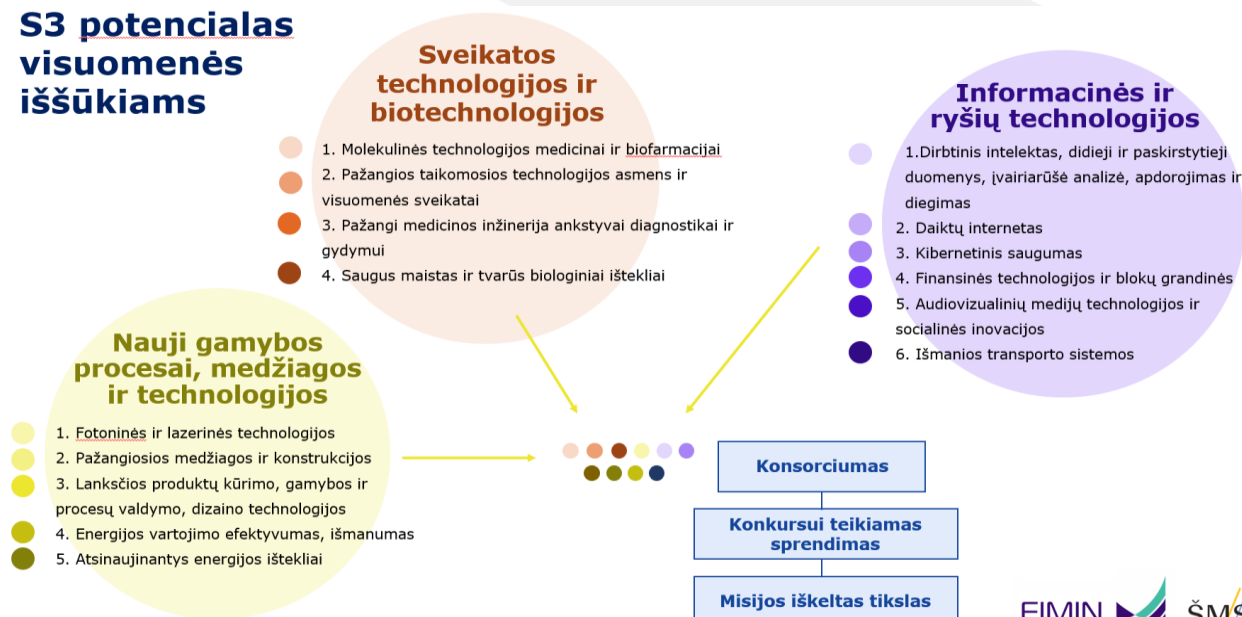 S3 potencialas
visuomenės
iššūkiams
Sveikatos
technologijos ir
biotechnologijos
1. Molekulinės technologijos medicinai ir biofarmacijai
2. Pažangios taikomosios technologijos asmens ir
visuomenės sveikatai
3. Pažangi medicinos inžinerija ankstyvai diagnostikai ir
gydymui
4. Saugus maistas ir tvarūs biologiniai ištekliai
Informacinės ir
ryšių technologijos
1.Dirbtinis intelektas, didieji ir paskirstytieji
duomenys, įvairiarūšė analizė, apdorojimas ir
diegimas
2. Daiktų internetas
3. Kibernetinis saugumas
4. Finansinės technologijos ir blokų grandinės
5. Audiovizualinių medijų technologijos ir
socialinės inovacijos
6. Išmanios transporto sistemos
Nauji gamybos
procesai, medžiagos
ir technologijos
1. Fotoninės ir lazerinės technologijos
2. Pažangiosios medžiagos ir konstrukcijos
3. Lanksčios produktų kūrimo, gamybos ir
procesų valdymo, dizaino technologijos
4. Energijos vartojimo efektyvumas, išmanumas
5. Atsinaujinantys energijos ištekliai
Konsorciumas
Konkursui teikiamas
sprendimas
Misijos iškeltas tikslas
EIMIN